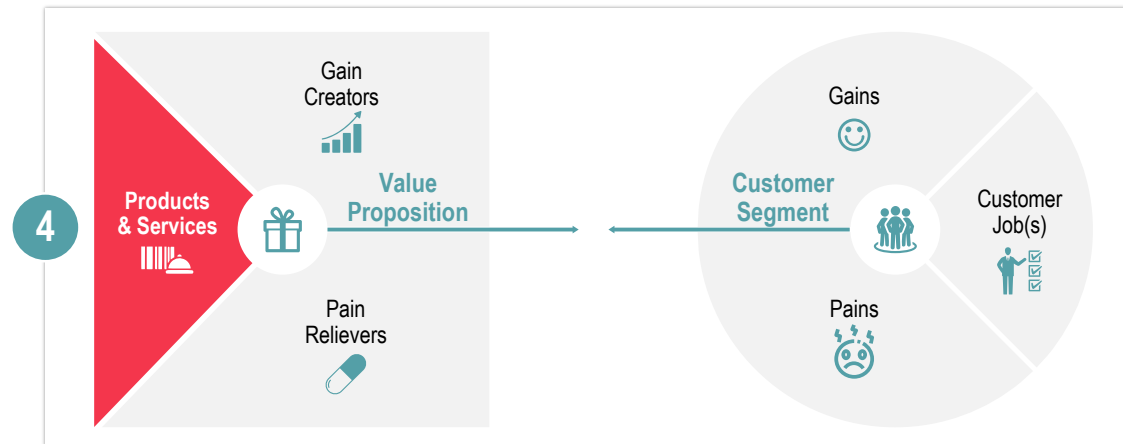 4
Products
& Services
Gain
Creators
Value
Proposition
Pain
Relievers
Customer
Segment
Gains
Pains
Customer
Job(s)